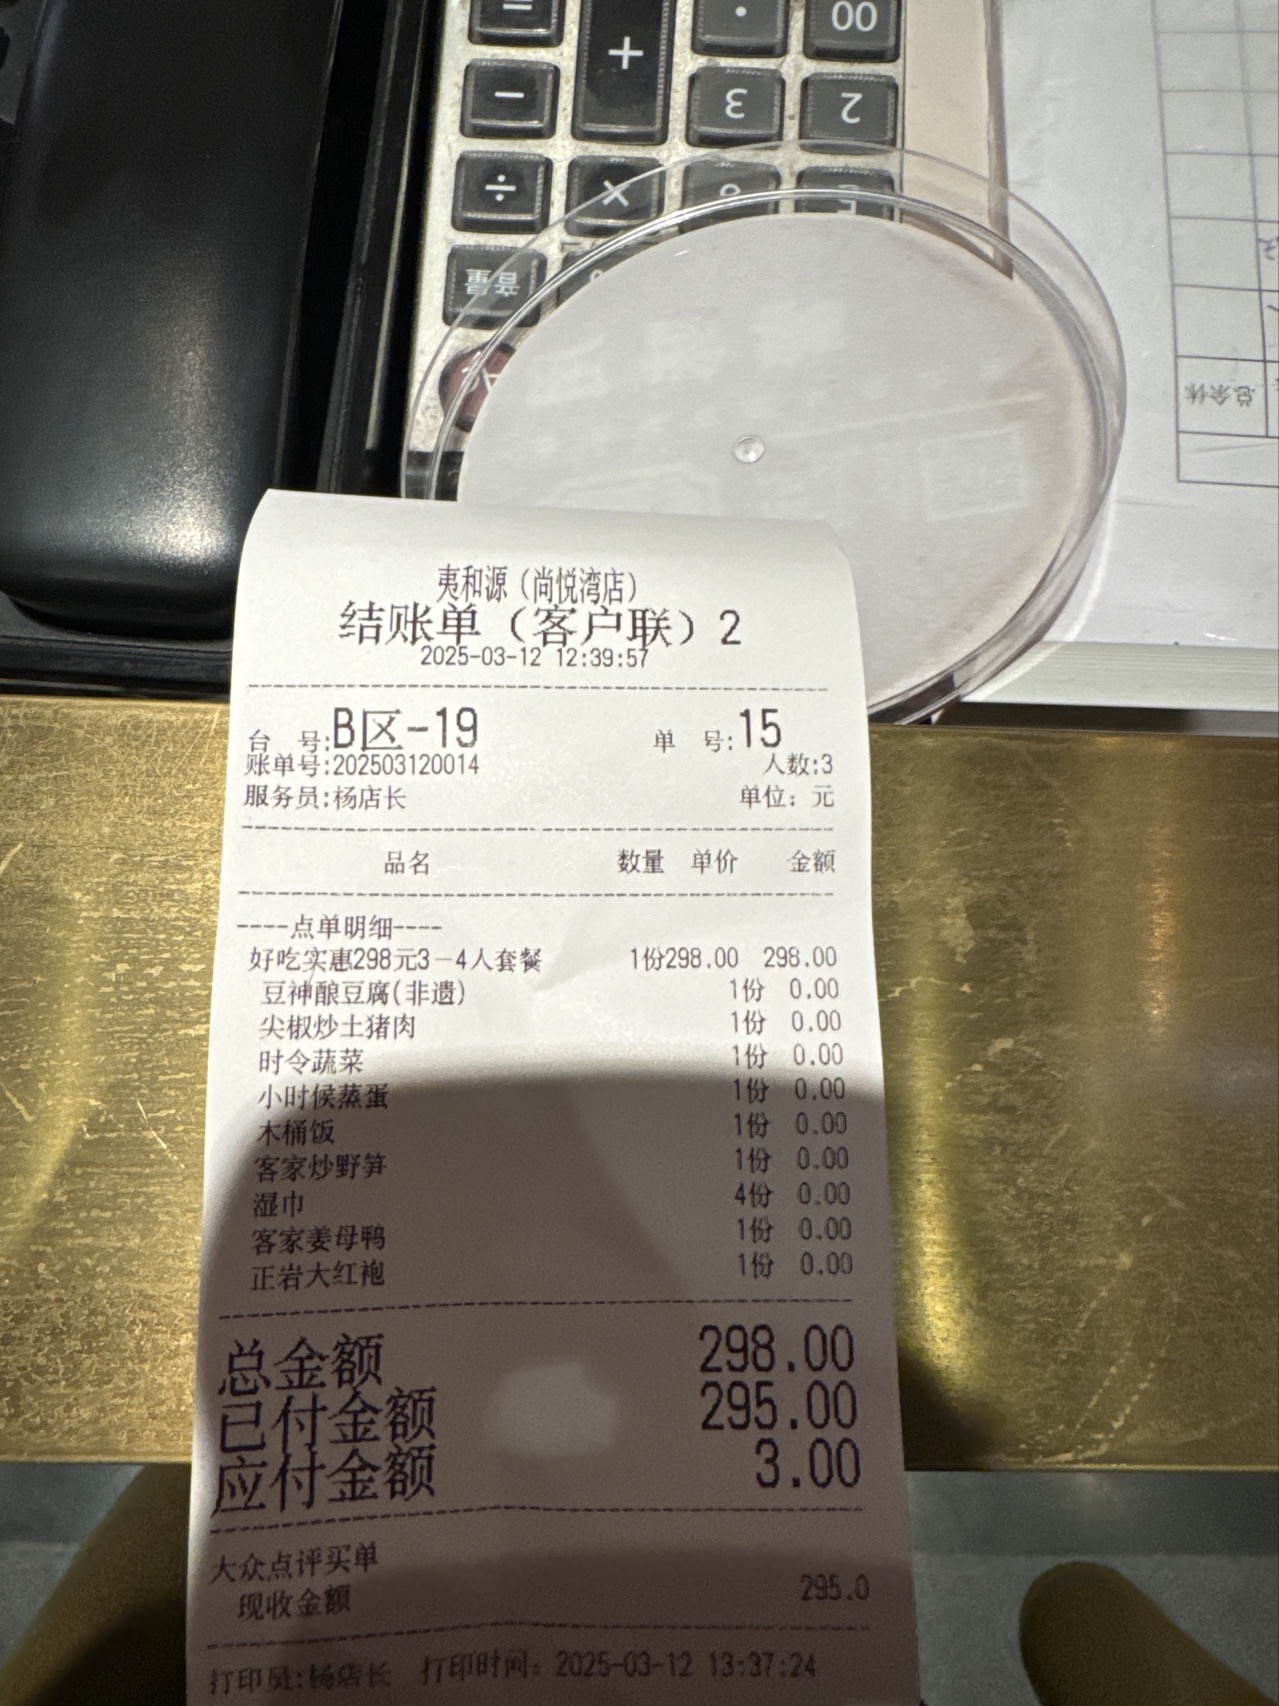 =
+
·
00
−
3
2
÷
×
音量
总余休
夷和源（尚悦湾店）
结账单（客户联）2
2025-03-12 12:39:57
台 号:B区-19 单 号:15
账单号:202503120014 人数:3
服务员:杨店长 单位：元
品名 数量 单价 金额
----点单明细----
好吃实惠298元3-4人套餐 1份298.00 298.00
豆神酿豆腐(非遗) 1份 0.00
尖椒炒土猪肉 1份 0.00
时令蔬菜 1份 0.00
小时候蒸蛋 1份 0.00
木桶饭 1份 0.00
客家炒野笋 1份 0.00
湿巾 4份 0.00
客家姜母鸭 1份 0.00
正岩大红袍 1份 0.00
总金额 298.00
已付金额 295.00
应付金额 3.00
大众点评买单
现收金额 295.0
打印员:杨店长 打印时间：2025-03-12 13:37:24